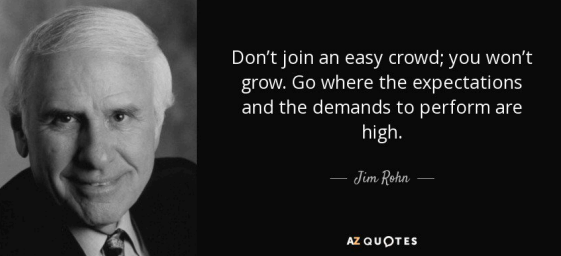 Don’t join an easy crowd; you won’t
grow. Go where the expectations
and the demands to perform are
high.
Jim Rohn
AZ QUOTES